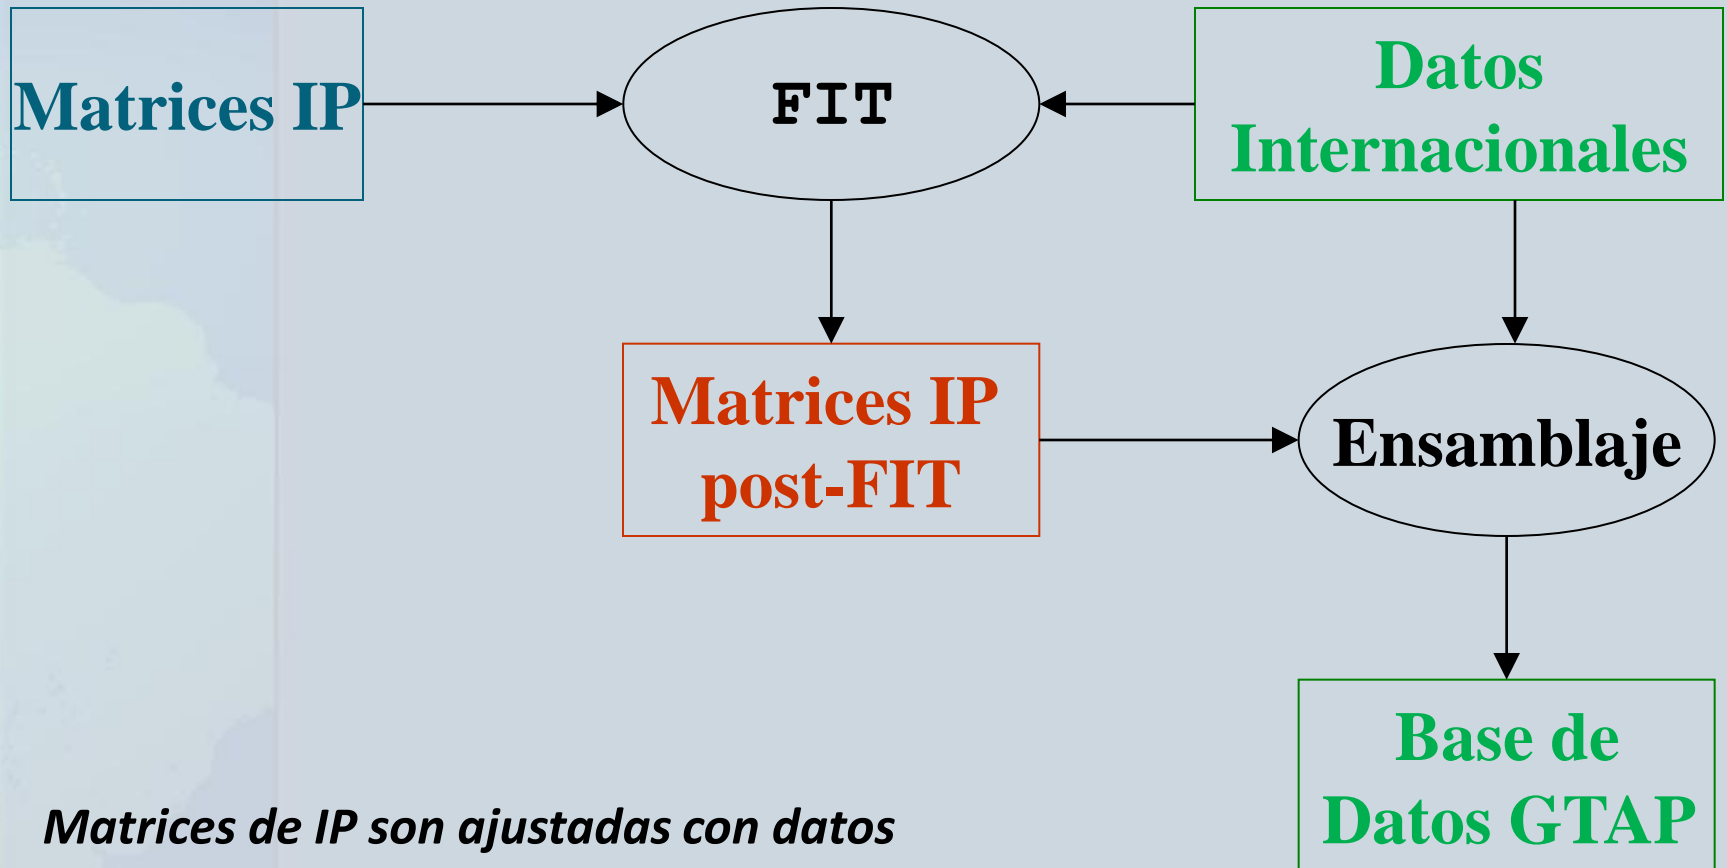 Matrices IP
FIT
Datos
Internacionales
Matrices IP
post-FIT
Ensamblaje
Base de
Datos GTAP
Matrices de IP son ajustadas con datos